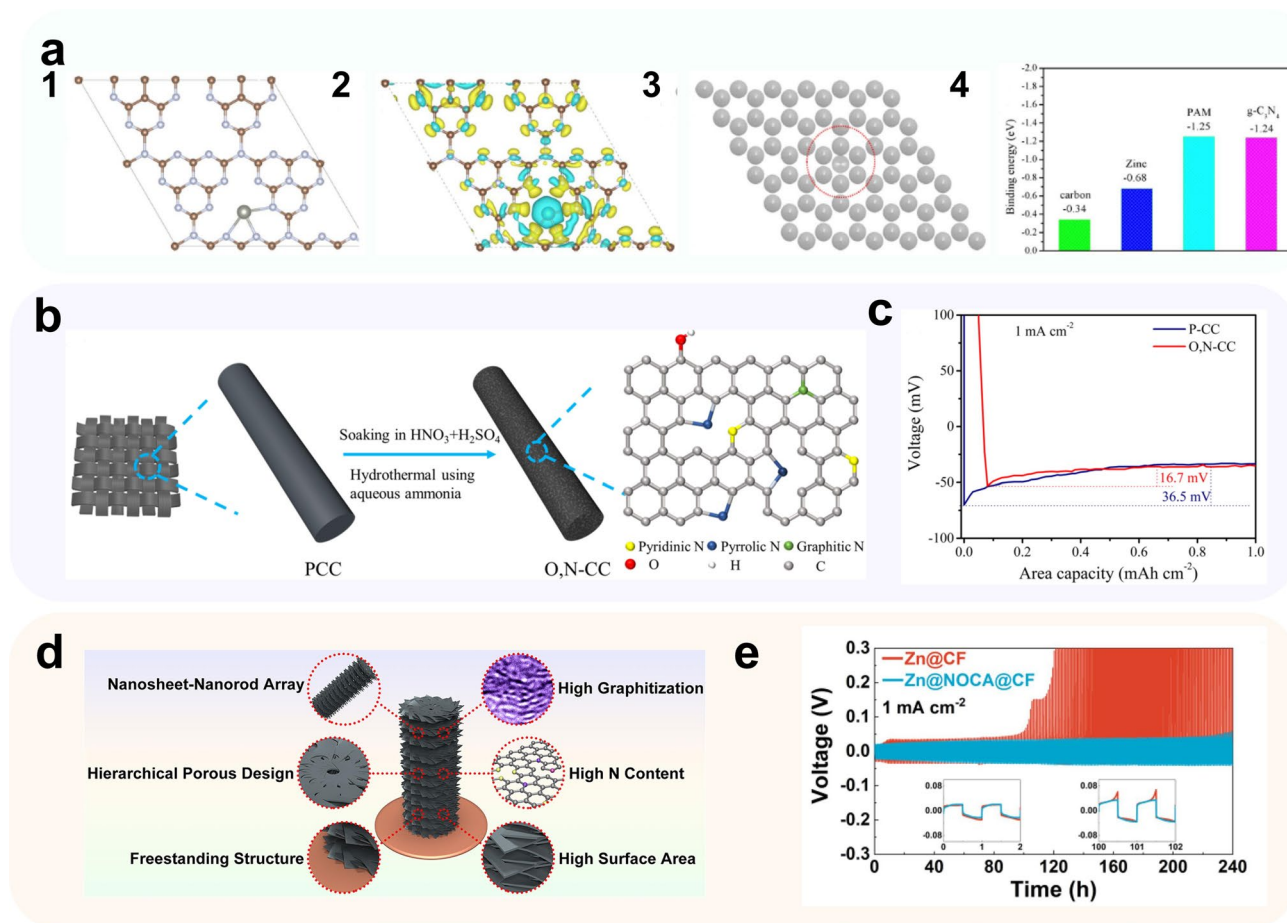 a
1
2
3
4
-2.0
-1.8
-1.6
-1.4
-1.2
-1.0
-0.8
-0.6
-0.4
-0.2
0.0
Binding energy (eV)
carbon
-0.34
Zinc
-0.68
PAM
-1.25
g-C₃N₄
-1.24
b
PCC
Soaking in HNO₃+H₂SO₄
Hydrothermal using
aqueous ammonia
O,N-CC
Pyridinic N Pyrrolic N Graphitic N
O H C
c
1 mA cm⁻²
P-CC
O,N-CC
100
50
0
-50
-100
Voltage (mV)
16.7 mV
36.5 mV
0.0 0.2 0.4 0.6 0.8 1.0
Area capacity (mAh cm⁻²)
d
Nanosheet-Nanorod Array
High Graphitization
Hierarchical Porous Design
High N Content
Freestanding Structure
High Surface Area
e
Zn@CF
Zn@NOCA@CF
1 mA cm⁻²
0.3
0.2
0.1
0.0
-0.1
-0.2
-0.3
Voltage (V)
0.08
0.00
-0.08
0 1 2
0.08
0.00
-0.08
100 101 102
0 40 80 120 160 200 240
Time (h)